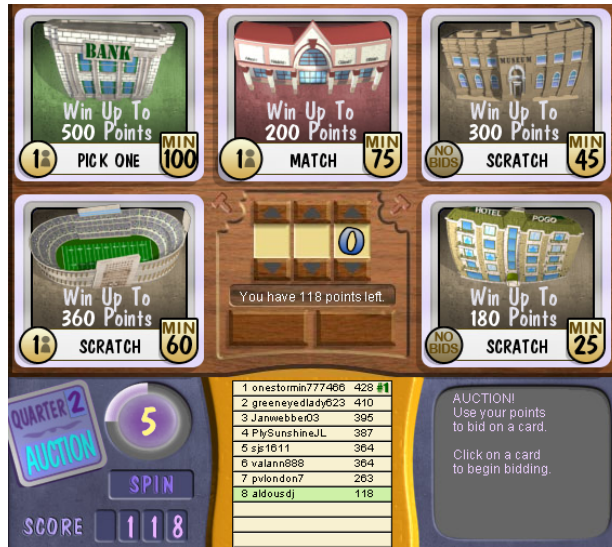 BANK
Win Up To
500 Points
1
PICK ONE
MIN
100
Win Up To
200 Points
1
MATCH
MIN
75
MUSEUM
Win Up To
300 Points
NO
BIDS
SCRATCH
MIN
45
Win Up To
360 Points
1
SCRATCH
MIN
60
0
You have 118 points left.
HOTEL POGO
Win Up To
180 Points
NO
BIDS
SCRATCH
MIN
25
QUARTER 2
AUCTION
5
SPIN
SCORE 118
1 onestormin777466 428 #1
2 greeneyedlady623 410
3 Janwebber03 395
4 PlySunshineJL 387
5 sjs1611 364
6 valann888 364
7 pvlondon7 263
8 aldousdj 118
AUCTION!
Use your points
to bid on a card.
Click on a card
to begin bidding.